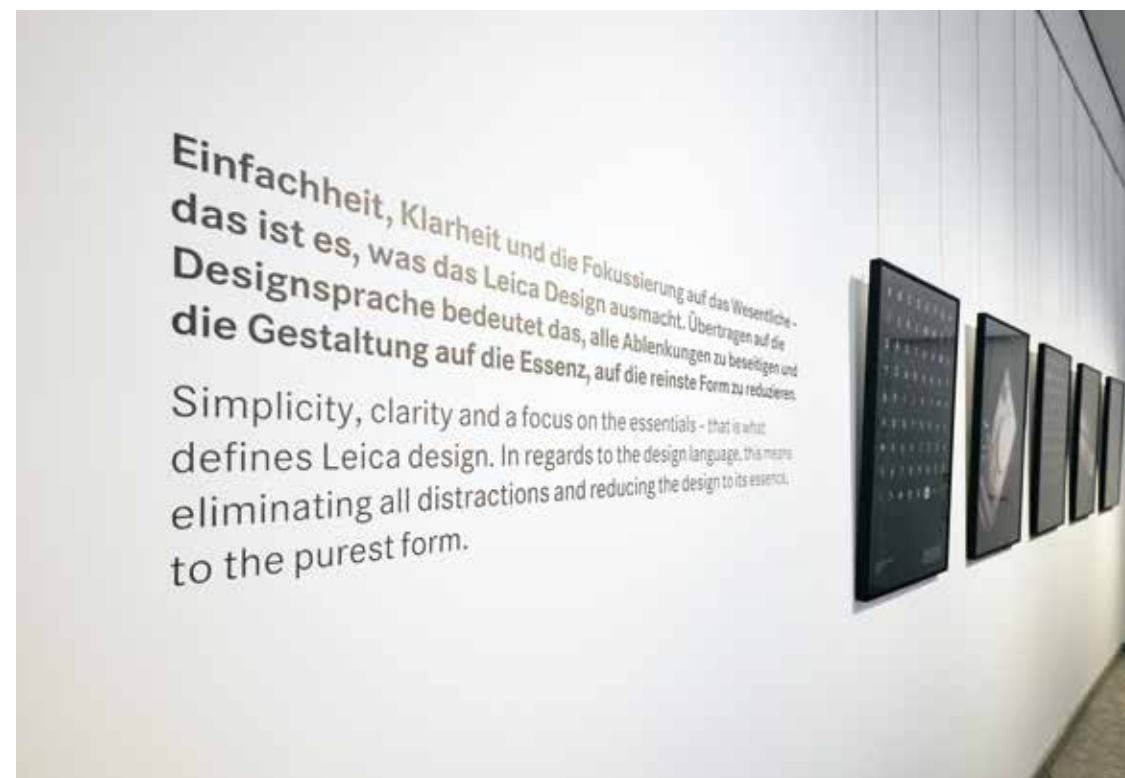 Einfachheit, Klarheit und die Fokussierung auf das Wesentliche -
das ist es, was das Leica Design ausmacht. Übertragen auf die
Designsprache bedeutet das, alle Ablenkungen zu beseitigen und
die Gestaltung auf die Essenz, auf die reinste Form zu reduzieren.
Simplicity, clarity and a focus on the essentials - that is what
defines Leica design. In regards to the design language, this means
eliminating all distractions and reducing the design to its essence,
to the purest form.